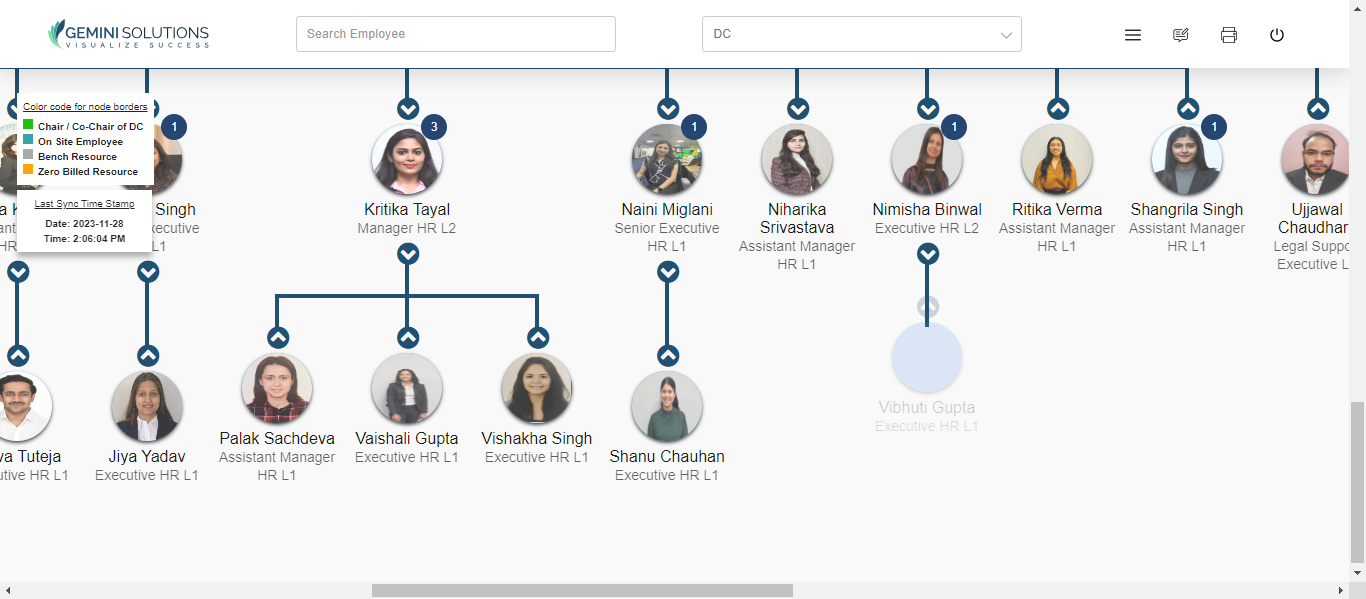 GEMINI SOLUTIONS
VISUALIZE SUCCESS
Search Employee
DC
Color code for node borders
Chair / Co-Chair of DC
On Site Employee
Bench Resource
Zero Billed Resource
Last Sync Time Stamp
Date: 2023-11-28
Time: 2:06:04 PM
1
Singh
xecutive
L1
3
Kritika Tayal
Manager HR L2
1
Naini Miglani
Senior Executive
HR L1
Niharika
Srivastava
Assistant Manager
HR L1
1
Nimisha Binwal
Executive HR L2
Ritika Verma
Assistant Manager
HR L1
1
Shangrila Singh
Assistant Manager
HR L1
Ujjawal
Chaudhar
Legal Suppo
Executive L
va Tuteja
utive HR L1
Jiya Yadav
Executive HR L1
Palak Sachdeva
Assistant Manager
HR L1
Vaishali Gupta
Executive HR L1
Vishakha Singh
Executive HR L1
Shanu Chauhan
Executive HR L1
Vibhuti Gupta
Executive HR L1